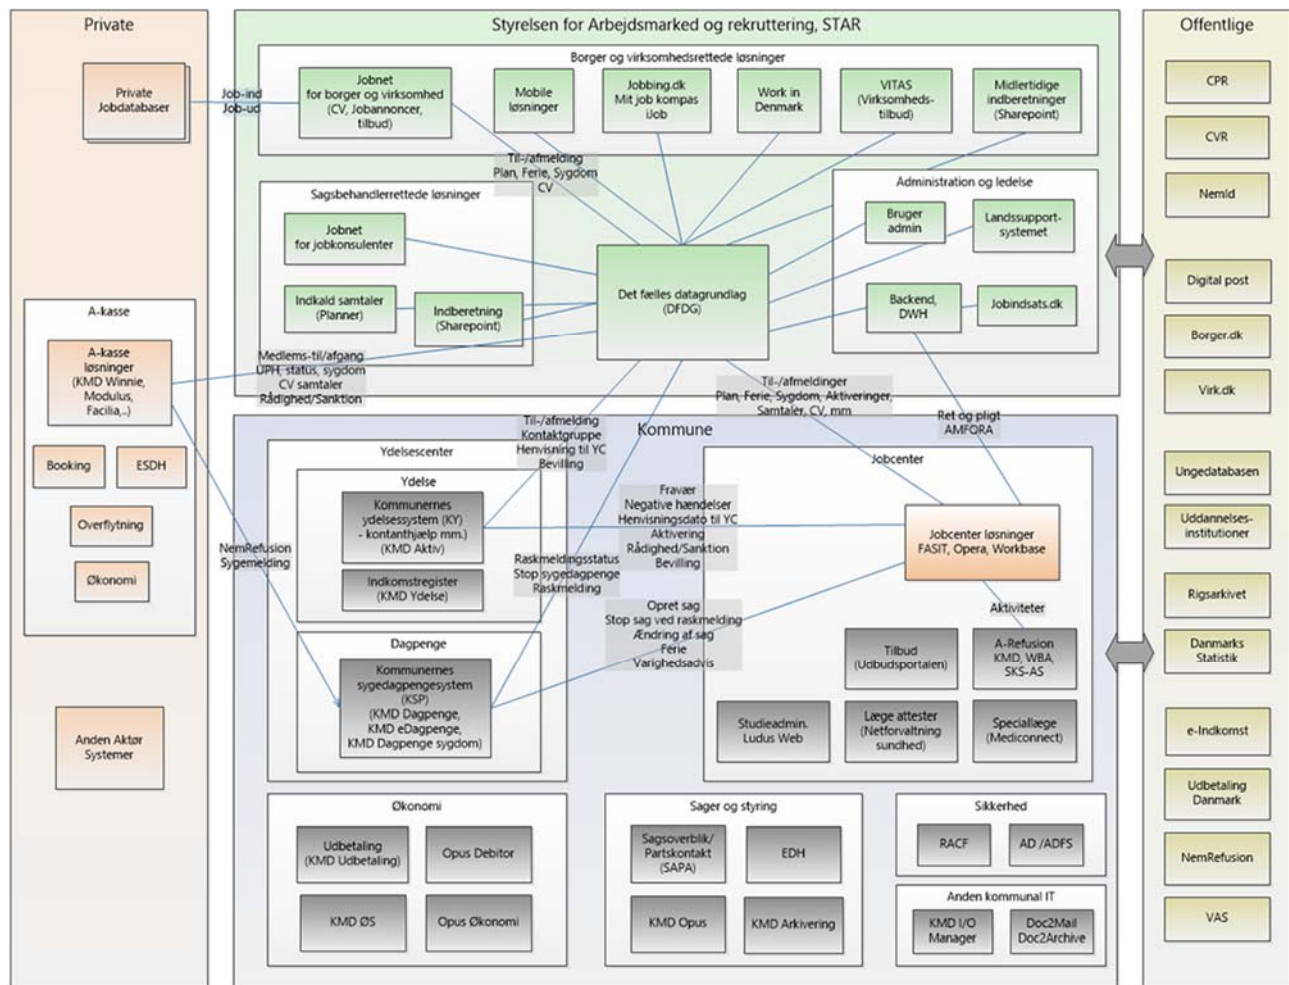 Private
Private
Jobdatabaser
Job-ind
Job-ud
A-kasse
A-kasse
løsninger
(KMD Winnie,
Modulus,
Facilia,..)
Booking
ESDH
Overflytning
Økonomi
Anden Aktør
Systemer
Styrelsen for Arbejdsmarked og rekruttering, STAR
Borger og virksomhedsrettede løsninger
Jobnet
for borger og virksomhed
(CV, Jobannoncer,
tilbud)
Mobile
løsninger
Jobbing.dk
Mit job kompas
iJob
Work in
Denmark
VITAS
(Virksomheds-
tilbud)
Midlertidige
indberetninger
(Sharepoint)
Til-/afmelding
Plan, Ferie, Sygdom
CV
Sagsbehandlerrettede løsninger
Jobnet
for jobkonsulenter
Indkald samtaler
(Planner)
Indberetning
(Sharepoint)
Det fælles datagrundlag
(DFDG)
Administration og ledelse
Bruger
admin
Landssupport-
systemet
Backend,
DWH
Jobindsats.dk
Medlems-til/afgang
UPH, status, sygdom
CV samtaler
Rådighed/Sanktion
Til-/afmeldinger
Plan, Ferie, Sygdom, Aktiveringer,
Samtaler, CV, mm
Ret og pligt
AMFORA
Til-/afmelding
Kontaktgruppe
Henvisning til YC
Bevilling
NemRefusion
Sygemelding
Raskmeldingsstatus
Stop sygedagpenge
Raskmelding
Fravær
Negative hændelser
Henvisningsdato til YC
Aktivering
Rådighed/Sanktion
Bevilling
Opret sag
Stop sag ved raskmelding
Ændring af sag
Ferie
Varighedsadvis
Kommune
Ydelsescenter
Ydelse
Kommunernes
ydelsessystem (KY)
- kontanthjælp mm.)
(KMD Aktiv)
Indkomstregister
(KMD Ydelse)
Dagpenge
Kommunernes
sygedagpengesystem
(KSP)
(KMD Dagpenge,
KMD eDagpenge,
KMD Dagpenge sygdom)
Jobcenter
Jobcenter løsninger
FASIT, Opera, Workbase
Aktiviteter
Tilbud
(Udbudsportalen)
A-Refusion
KMD, WBA,
SKS-AS
Studieadmin.
Ludus Web
Læge attester
(Netforvaltning
sundhed)
Speciallæge
(Mediconnect)
Økonomi
Udbetaling
(KMD Udbetaling)
Opus Debitor
KMD ØS
Opus Økonomi
Sager og styring
Sagsoverblik/
Partskontakt
(SAPA)
EDH
KMD Opus
KMD Arkivering
Sikkerhed
RACF
AD /ADFS
Anden kommunal IT
KMD I/O
Manager
Doc2Mail
Doc2Archive
Offentlige
CPR
CVR
NemId
Digital post
Borger.dk
Virk.dk
Ungedatabasen
Uddannelses-
institutioner
Rigsarkivet
Danmarks
Statistik
e-Indkomst
Udbetaling
Danmark
NemRefusion
VAS